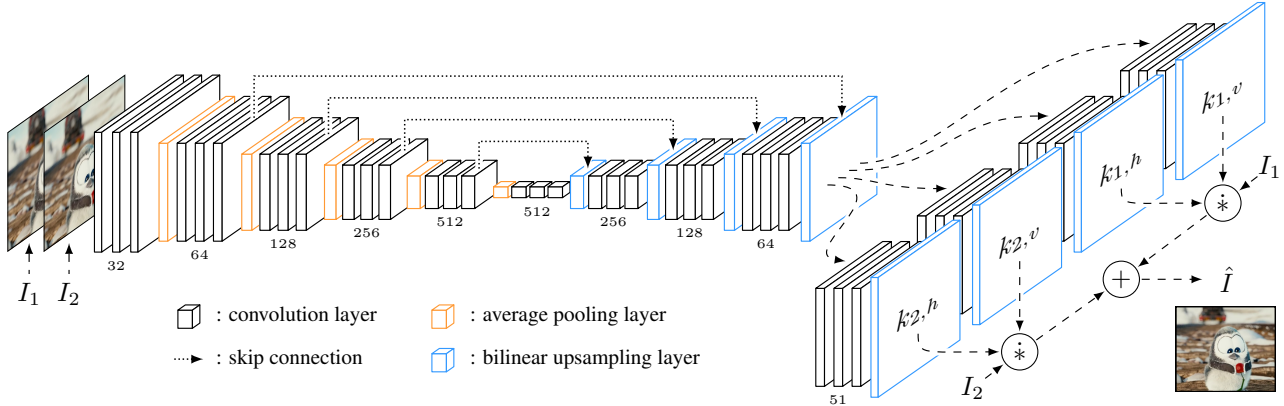 I₁ I₂
32
64
128
256
512
512
256
128
64
51
k1,v
k1,h
k2,v
k2,h
I₁
*
+
Î
*
I₂
: convolution layer
: average pooling layer
: skip connection
: bilinear upsampling layer